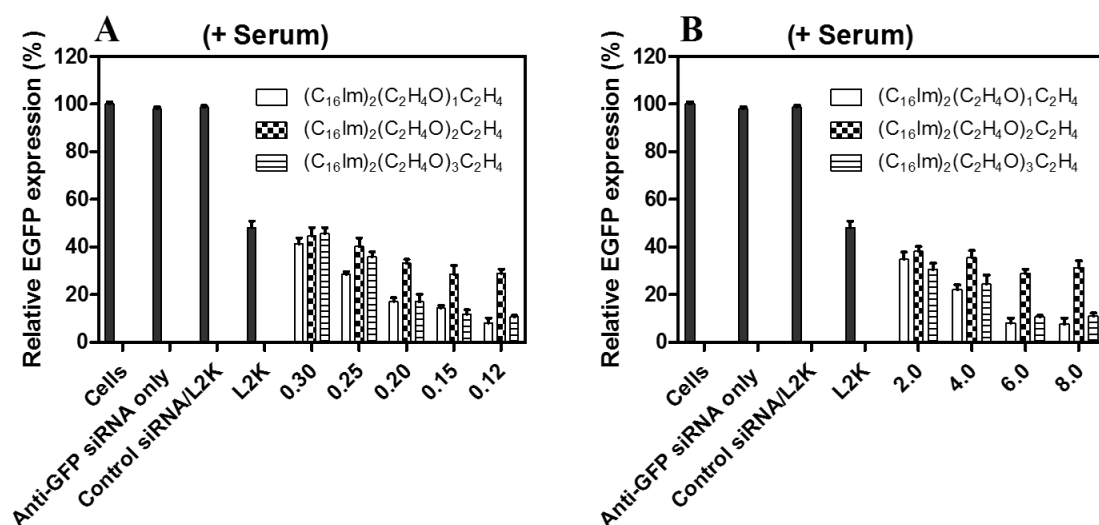 A (+ Serum)
Relative EGFP expression (%)
120
100
80
60
40
20
0
(C₁₆Im)₂(C₂H₄O)₁C₂H₄
(C₁₆Im)₂(C₂H₄O)₂C₂H₄
(C₁₆Im)₂(C₂H₄O)₃C₂H₄
Cells
Anti-GFP siRNA only
Control siRNA/L2K
L2K
0.30
0.25
0.20
0.15
0.12
B (+ Serum)
Relative EGFP expression (%)
120
100
80
60
40
20
0
(C₁₆Im)₂(C₂H₄O)₁C₂H₄
(C₁₆Im)₂(C₂H₄O)₂C₂H₄
(C₁₆Im)₂(C₂H₄O)₃C₂H₄
Cells
Anti-GFP siRNA only
Control siRNA/L2K
L2K
2.0
4.0
6.0
8.0